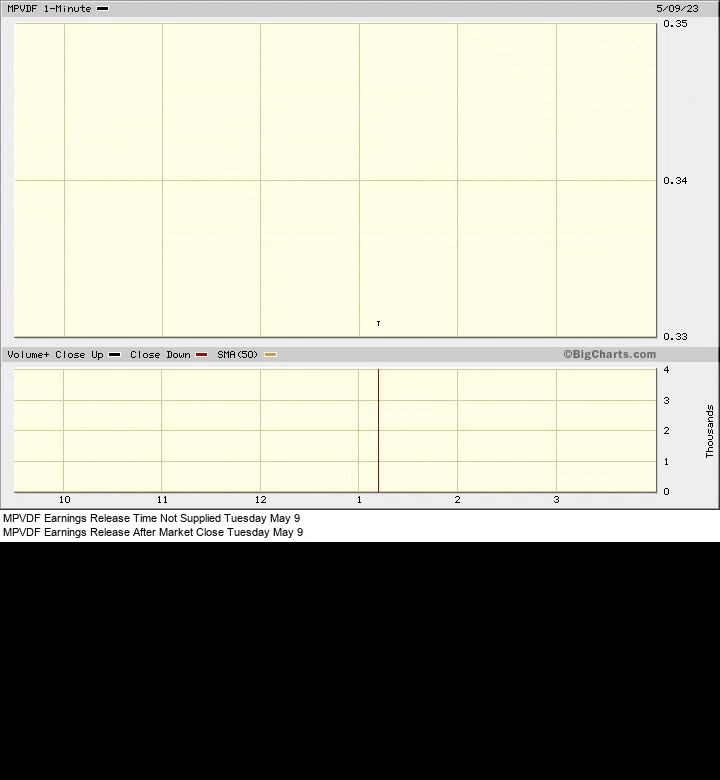 MPVDF 1-Minute 5/09/23
0.35
0.34
0.33
Volume+ Close Up Close Down SMA(50) ©BigCharts.com
4
3
2
1
0
Thousands
10 11 12 1 2 3
MPVDF Earnings Release Time Not Supplied Tuesday May 9
MPVDF Earnings Release After Market Close Tuesday May 9